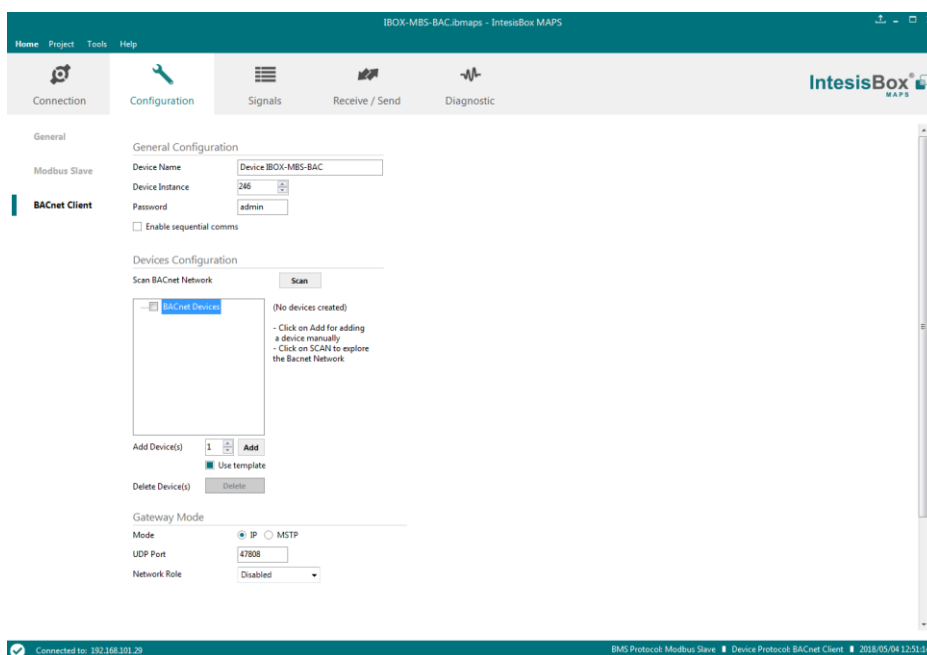 IBOX-MBS-BAC.ibmaps - IntesisBox MAPS
Home Project Tools Help
Connection Configuration Signals Receive / Send Diagnostic
IntesisBox®
MAPS
General
Modbus Slave
BACnet Client
General Configuration
Device Name Device IBOX-MBS-BAC
Device Instance 246
Password admin
Enable sequential comms
Devices Configuration
Scan BACnet Network Scan
BACnet Devices
(No devices created)
- Click on Add for adding
a device manually
- Click on SCAN to explore
the Bacnet Network
Add Device(s) 1 Add
Use template
Delete Device(s) Delete
Gateway Mode
Mode IP MSTP
UDP Port 47808
Network Role Disabled
Connected to: 192.168.101.29 BMS Protocol: Modbus Slave Device Protocol: BACnet Client 2018/05/04 12:51: